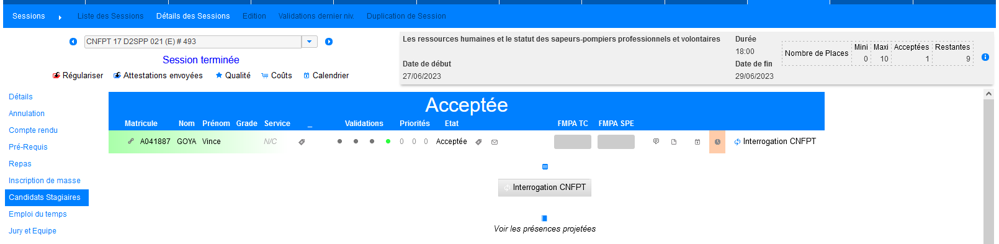 Sessions Liste des Sessions Détails des Sessions Edition Validations dernier niv. Duplication de Session
CNFPT 17 D2SPP 021 (E) # 493
Session terminée
Régulariser Attestations envoyées Qualité Coûts Calendrier
Les ressources humaines et le statut des sapeurs-pompiers professionnels et volontaires Durée
18:00
Date de début Date de fin
27/06/2023 29/06/2023
Nombre de Places Mini Maxi Acceptées Restantes
0 10 1 9
Détails
Annulation
Compte rendu
Pré-Requis
Repas
Inscription de masse
Candidats Stagiaires
Emploi du temps
Jury et Equipe
Acceptée
Matricule Nom Prénom Grade Service _ Validations Priorités Etat FMPA TC FMPA SPE
A041887 GOYA Vince N/C 0 0 0 Acceptée Interrogation CNFPT
Interrogation CNFPT
Voir les présences projetées